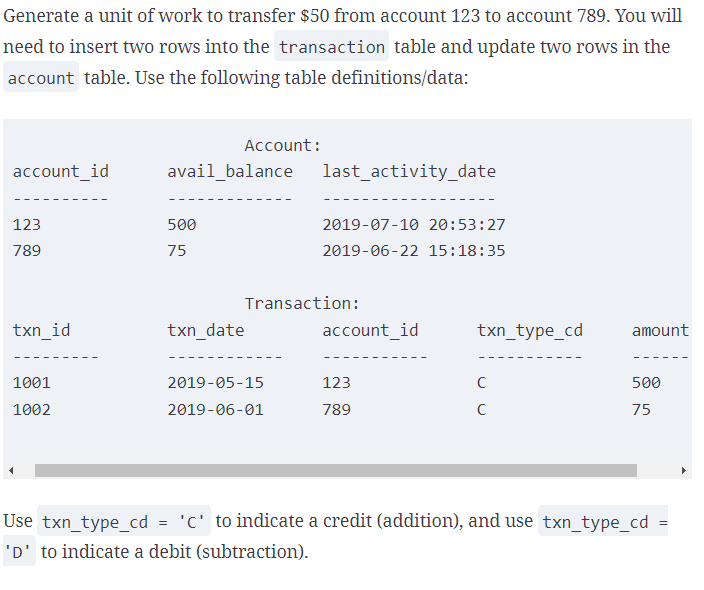 Generate a unit of work to transfer $50 from account 123 to account 789. You will
need to insert two rows into the transaction table and update two rows in the
account table. Use the following table definitions/data:
Account:
account_id avail_balance last_activity_date
---------- ------------- ------------------
123 500 2019-07-10 20:53:27
789 75 2019-06-22 15:18:35
Transaction:
txn_id txn_date account_id txn_type_cd amount
--------- ------------ ----------- ----------- ------
1001 2019-05-15 123 C 500
1002 2019-06-01 789 C 75
Use txn_type_cd = 'C' to indicate a credit (addition), and use txn_type_cd =
'D' to indicate a debit (subtraction).